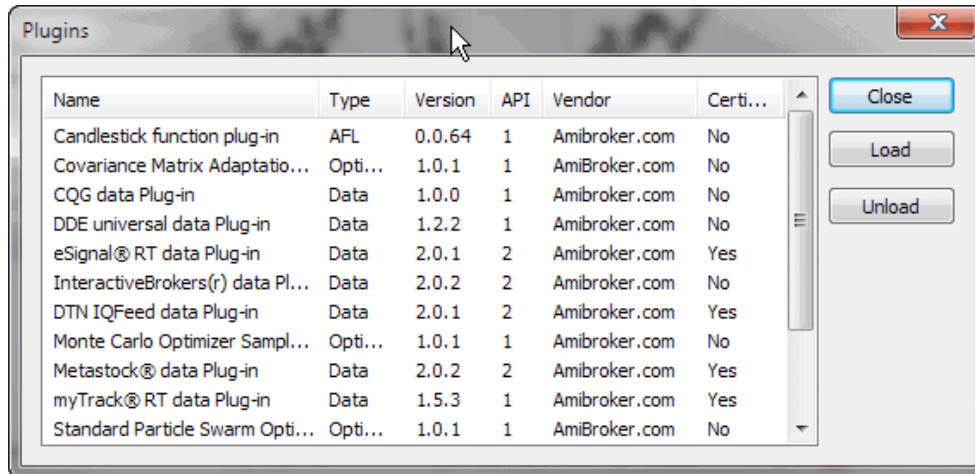 Plugins
Name Type Version API Vendor Certi...
Close
Candlestick function plug-in AFL 0.0.64 1 Amibroker.com No
Load
Covariance Matrix Adaptatio... Opti... 1.0.1 1 AmiBroker.com No
CQG data Plug-in Data 1.0.0 1 Amibroker.com No
Unload
DDE universal data Plug-in Data 1.2.2 1 Amibroker.com No
eSignal® RT data Plug-in Data 2.0.1 2 Amibroker.com Yes
InteractiveBrokers(r) data Pl... Data 2.0.2 2 Amibroker.com No
DTN IQFeed data Plug-in Data 2.0.1 2 Amibroker.com Yes
Monte Carlo Optimizer Sampl... Opti... 1.0.1 1 Amibroker.com No
Metastock® data Plug-in Data 2.0.2 2 Amibroker.com Yes
myTrack® RT data Plug-in Data 1.5.3 1 Amibroker.com Yes
Standard Particle Swarm Opti... Opti... 1.0.1 1 AmiBroker.com No